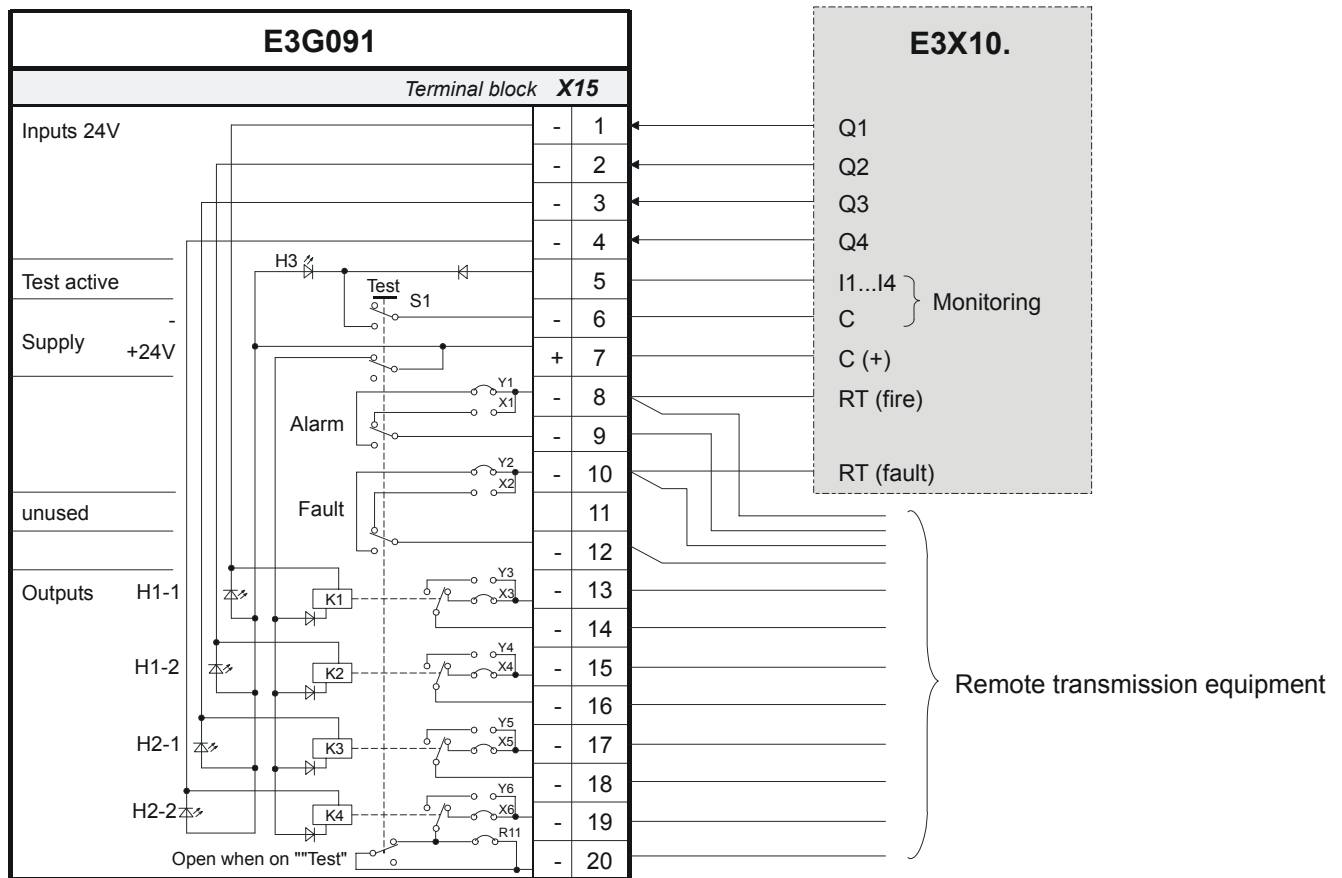 E3G091
E3X10.
Terminal block X15
Inputs 24V
- 1
Q1
- 2
Q2
- 3
Q3
- 4
Q4
H3
Test active
5
I1...I4
Monitoring
Test
S1
- 6
C
Supply
-
+24V
+ 7
C (+)
Y1
X1
- 8
RT (fire)
Alarm
- 9
Y2
X2
- 10
RT (fault)
Fault
unused
11
- 12
Outputs
H1-1
K1
Y3
X3
- 13
- 14
H1-2
K2
Y4
X4
- 15
Remote transmission equipment
- 16
H2-1
K3
Y5
X5
- 17
- 18
H2-2
K4
Y6
X6
- 19
R11
Open when on ""Test"
- 20